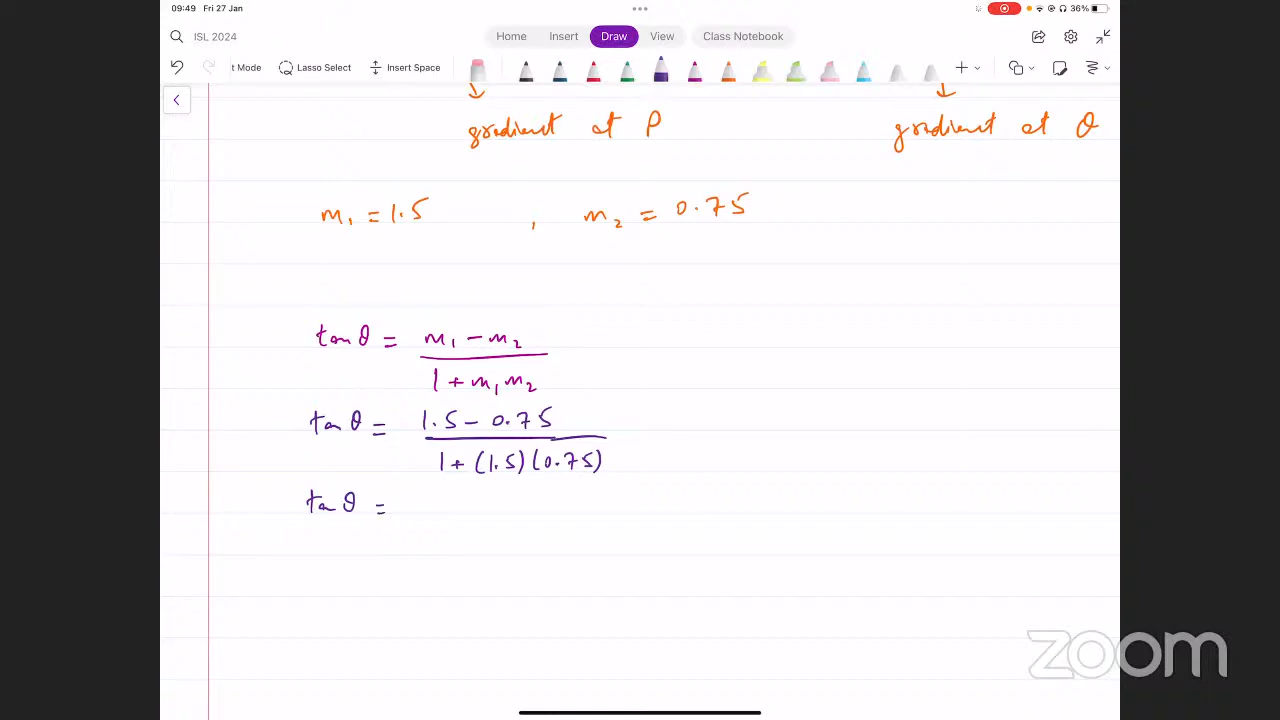 09:49 Fri 27 Jan
36%
ISL 2024
Home Insert Draw View Class Notebook
t Mode Lasso Select Insert Space
gradient at P gradient at Q
m₁ = 1.5 , m₂ = 0.75
tan θ = m₁ − m₂
1 + m₁ m₂
tan θ = 1.5 − 0.75
1 + (1.5)(0.75)
tan θ =
zoom